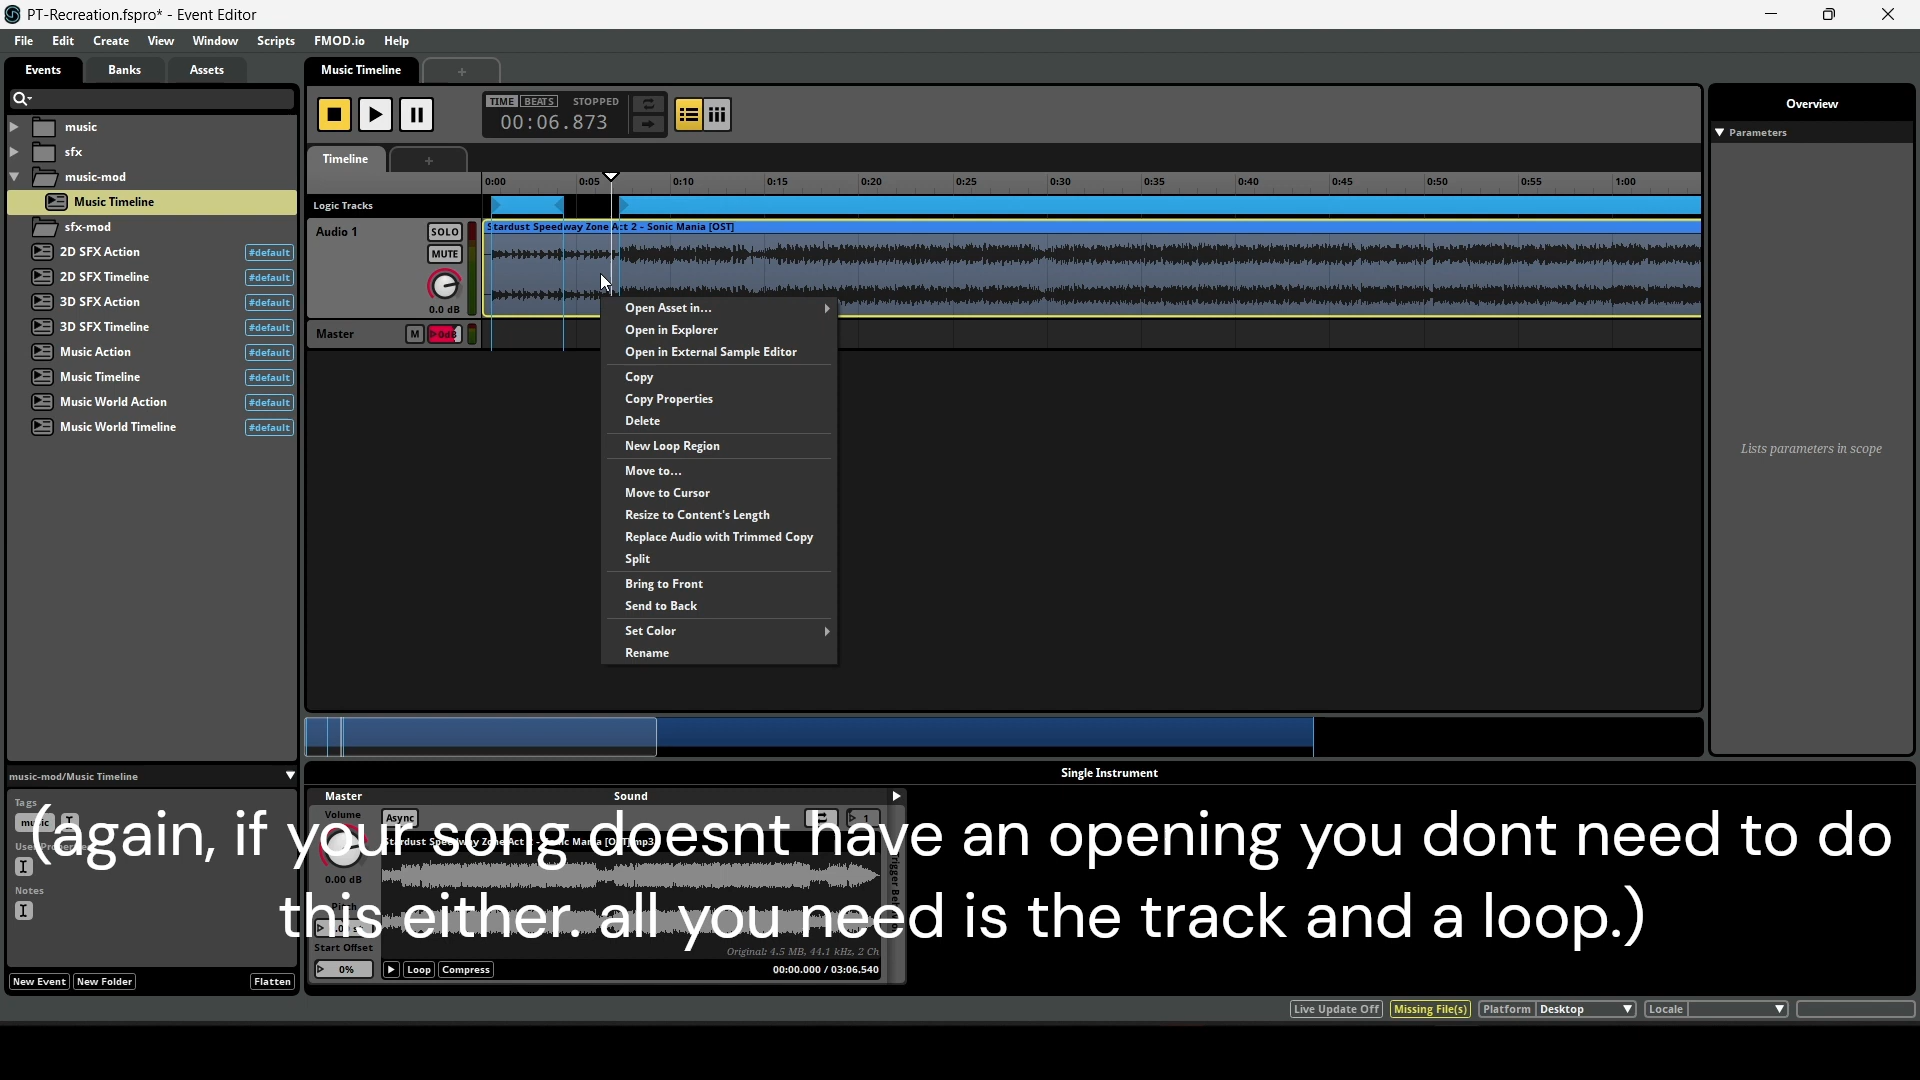 PT-Recreation.fspro* - Event Editor
File Edit Create View Window Scripts FMOD.io Help
Events Banks Assets
Music Timeline +
music
sfx
music-mod
Music Timeline
sfx-mod
2D SFX Action #default
2D SFX Timeline #default
3D SFX Action #default
3D SFX Timeline #default
Music Action #default
Music Timeline #default
Music World Action #default
Music World Timeline #default
TIME BEATS STOPPED
00:06.873
Timeline +
0:00 0:05 0:10 0:15 0:20 0:25 0:30 0:35 0:40 0:45 0:50 0:55 1:00
Logic Tracks
Audio 1 SOLO
MUTE
0.0 dB
Stardust Speedway Zone Act 2 - Sonic Mania [OST]
Master M 0dB
Open Asset in...
Open in Explorer
Open in External Sample Editor
Copy
Copy Properties
Delete
New Loop Region
Move to...
Move to Cursor
Resize to Content's Length
Replace Audio with Trimmed Copy
Split
Bring to Front
Send to Back
Set Color
Rename
Overview
Parameters
Lists parameters in scope
music-mod/Music Timeline
Tags
music
Notes
New Event New Folder Flatten
Single Instrument
Master Sound
Volume
Async
1
0.00 dB
Pitch
Start Offset
0%
Original: 4.5 MB, 44.1 kHz, 2 Ch
Loop Compress 00:00.000 / 03:06.540
(again, if your song doesnt have an opening you dont need to do
this either. all you need is the track and a loop.)
Live Update Off Missing File(s) Platform Desktop Locale